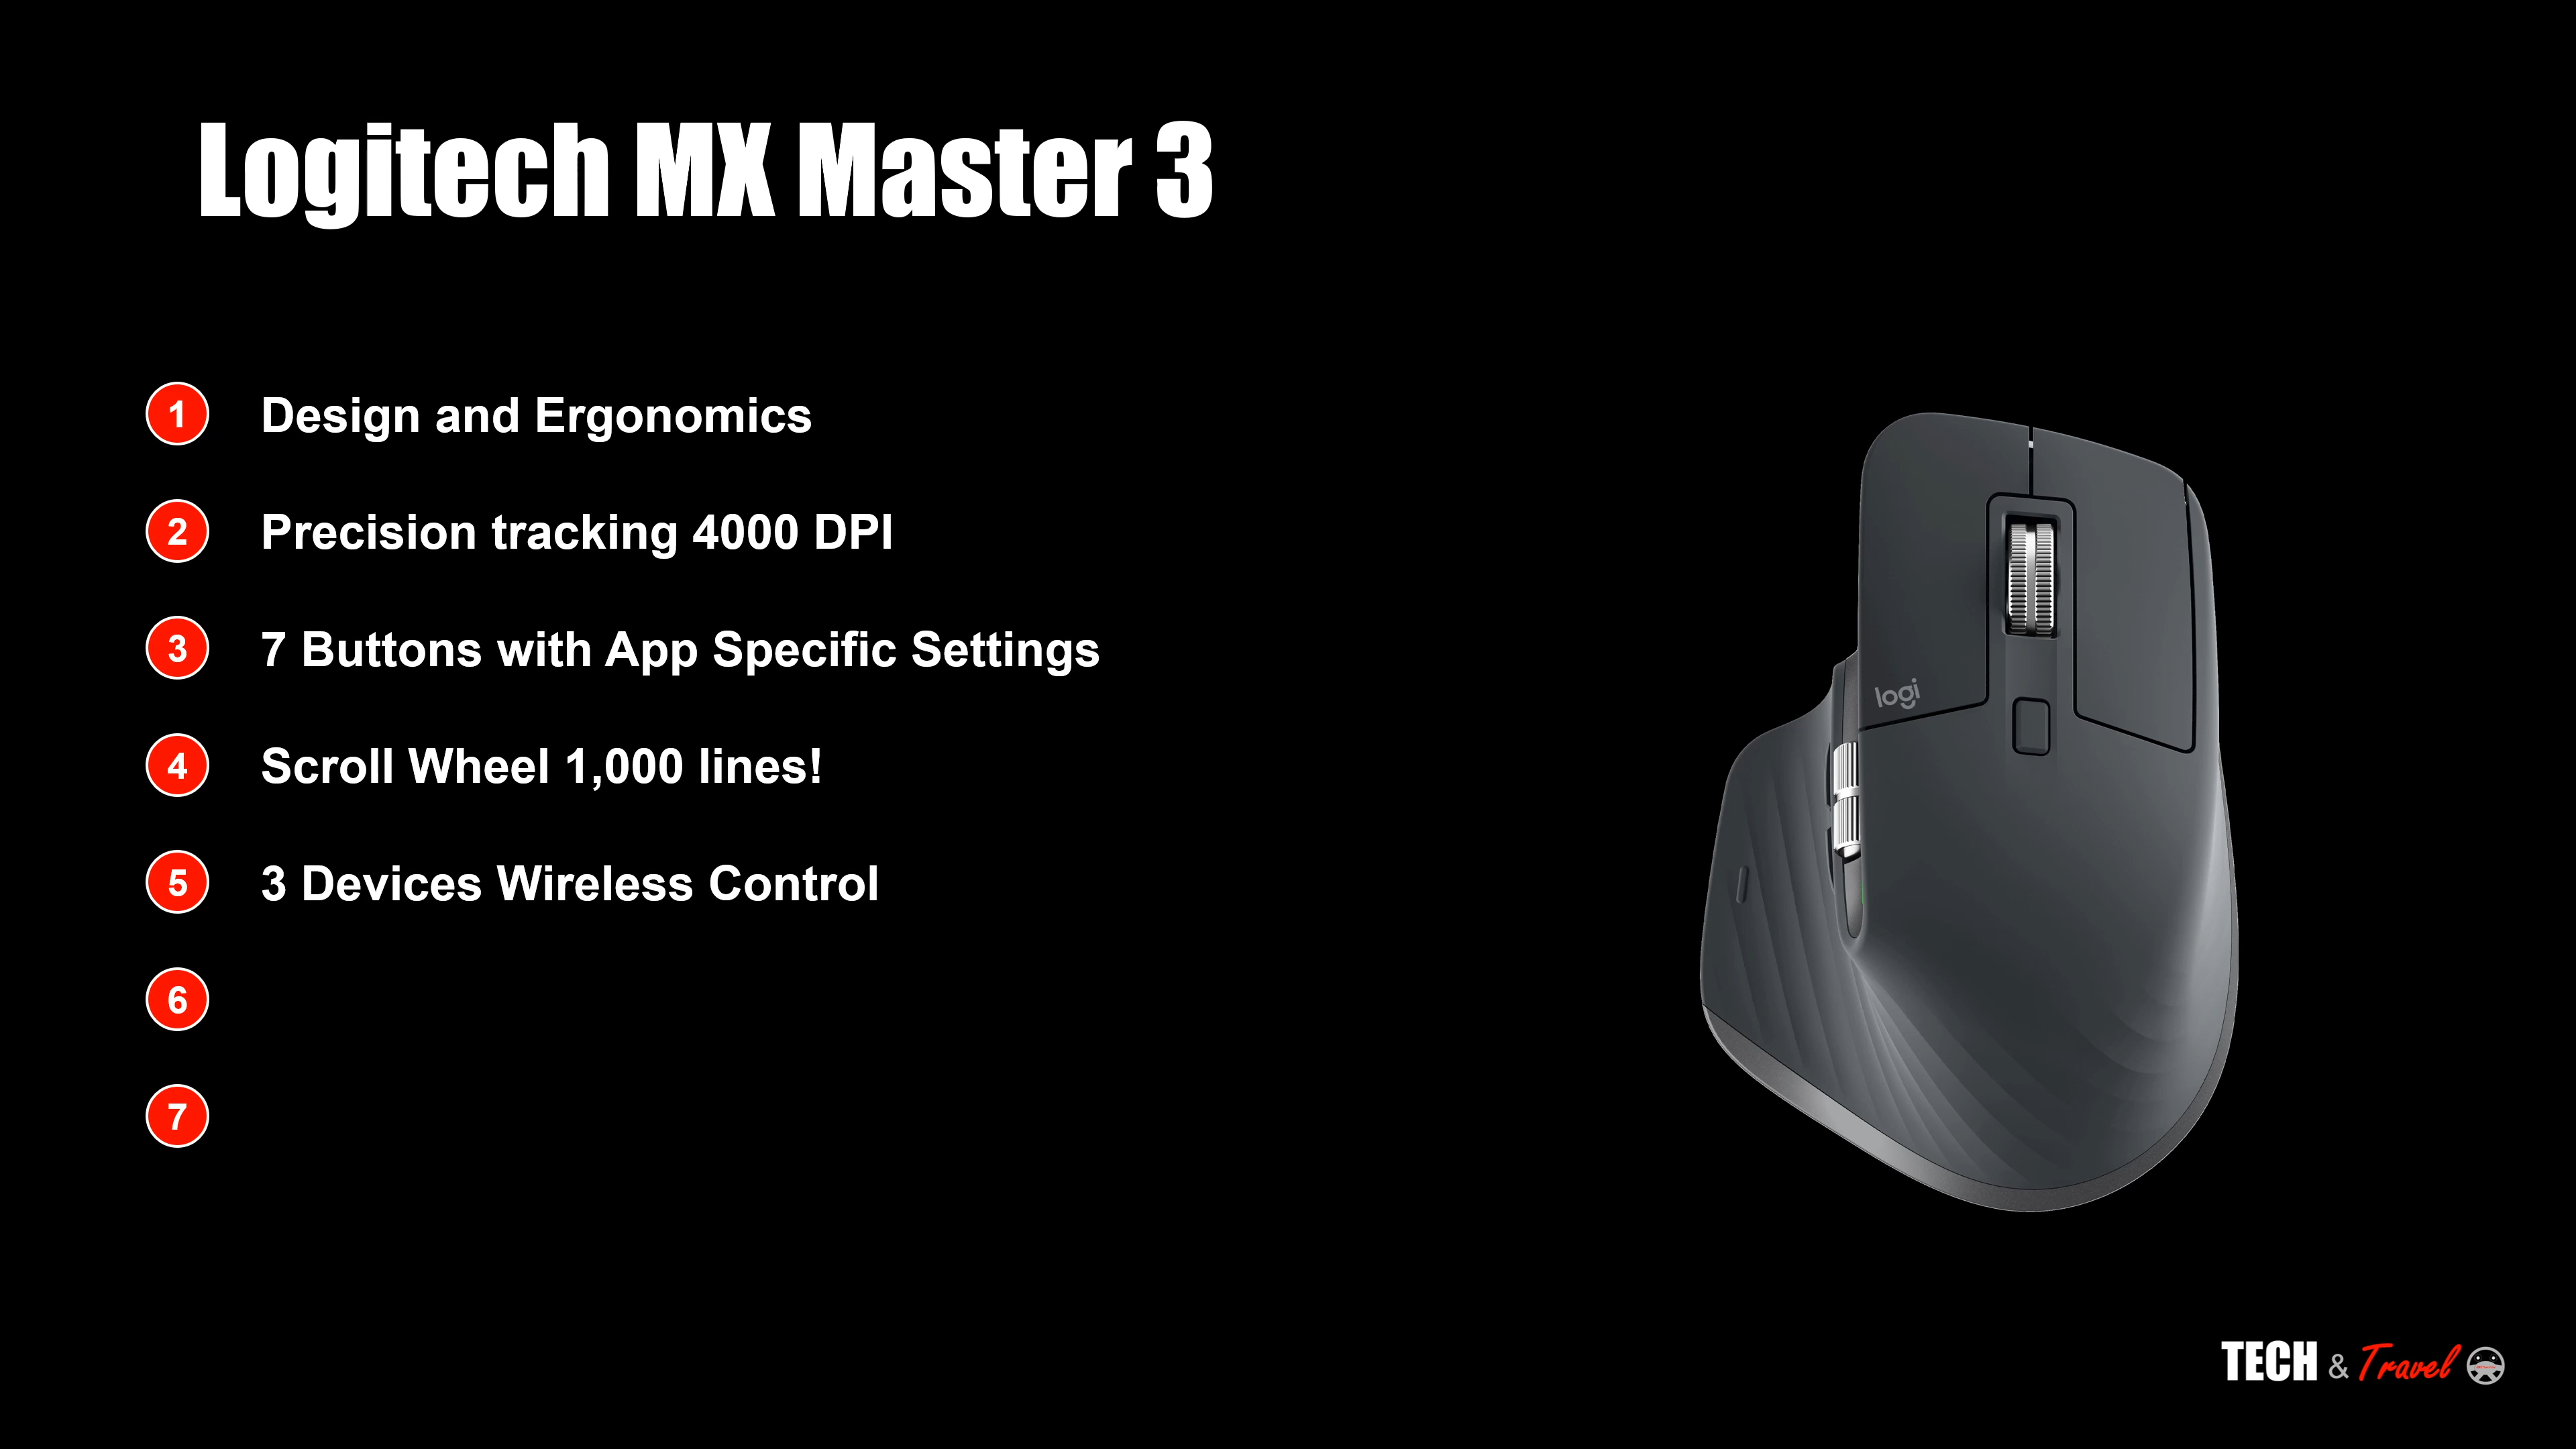 Logitech MX Master 3
1 Design and Ergonomics
2 Precision tracking 4000 DPI
3 7 Buttons with App Specific Settings
4 Scroll Wheel 1,000 lines!
5 3 Devices Wireless Control
6
7
logi
TECH & Travel